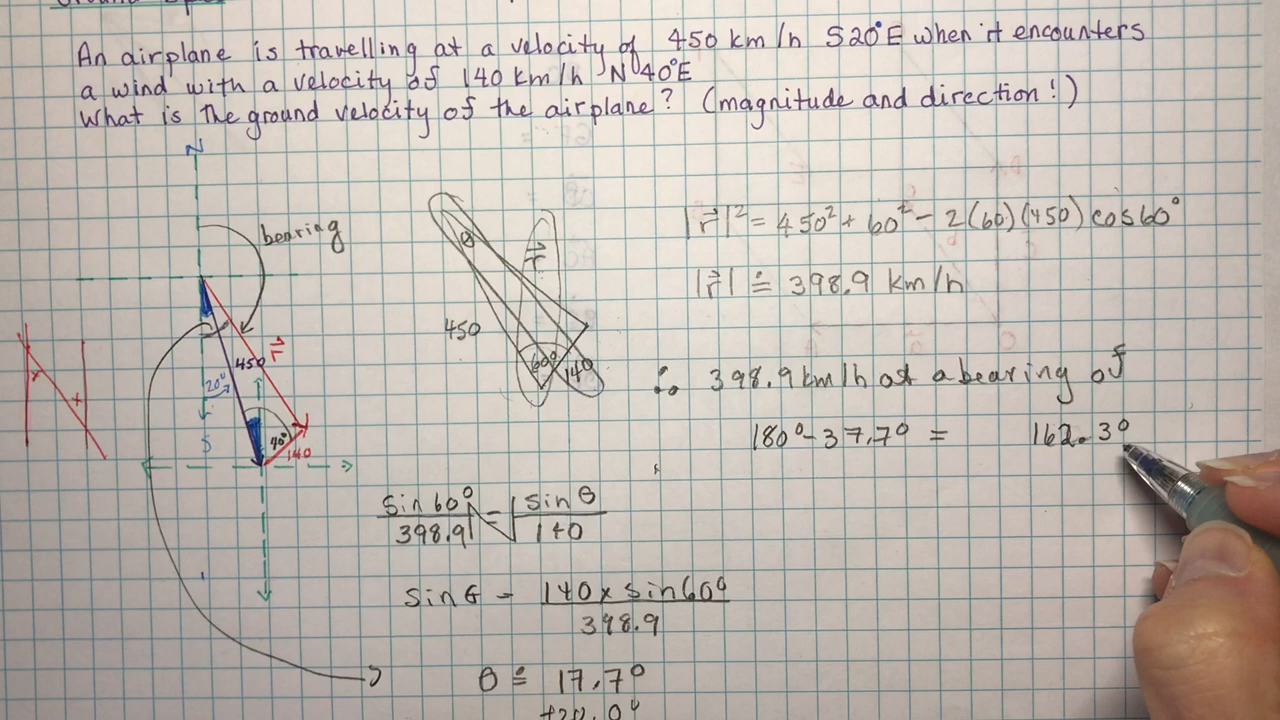 An airplane is travelling at a velocity of 450 km/h S20°E when it encounters
a wind with a velocity of 140 km/h N40°E
What is the ground velocity of the airplane? (magnitude and direction!)
N
bearing
|r⃗|² = 450² + 60² - 2(60)(450) cos60°
θ
r⃗
|r⃗| ≐ 398.9 km/h
450
60°
140
450
r⃗
20°
S
40°
140
x
x
∴ 398.9 km/h at a bearing of
180° - 37.7° = 162.3°
sin 60° / 398.9 = sin θ / 140
sin θ = 140 x sin 60° / 398.9
θ ≐ 17.7°
+20.0°